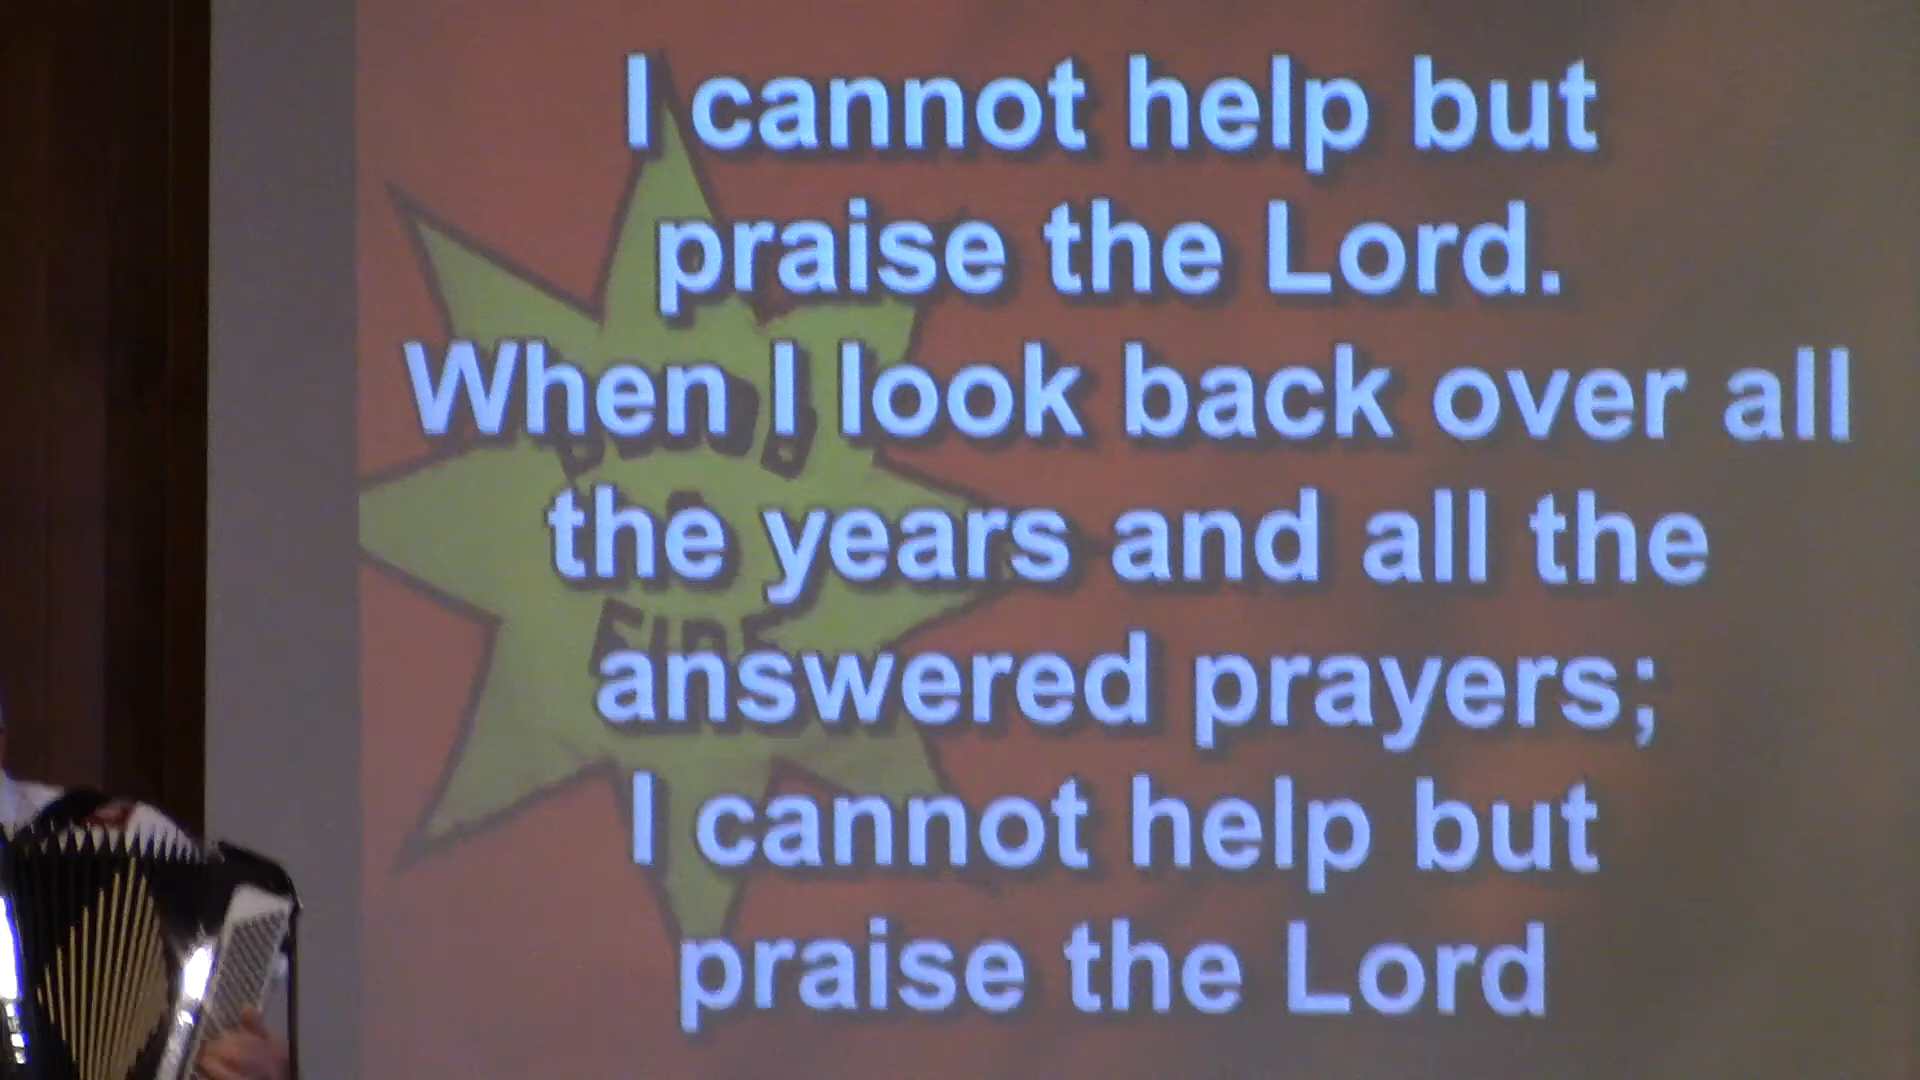 I cannot help but
praise the Lord.
When I look back over all
the years and all the
answered prayers;
I cannot help but
praise the Lord